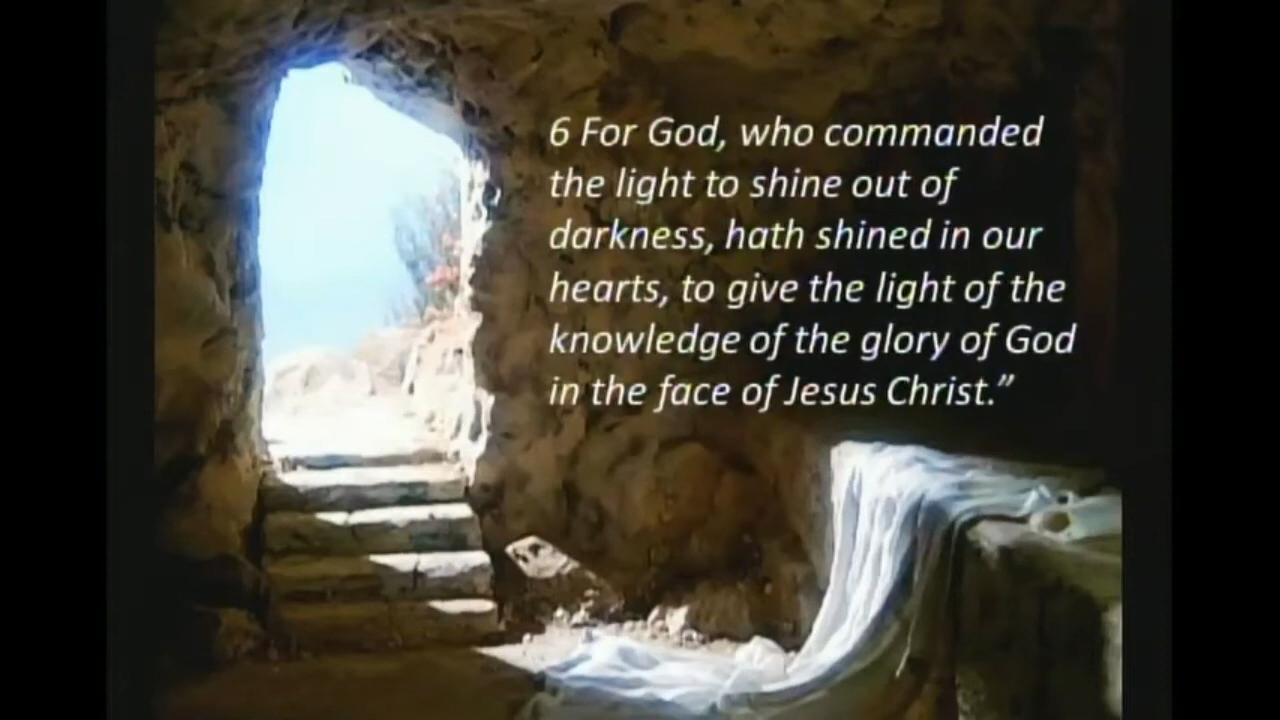 6 For God, who commanded
the light to shine out of
darkness, hath shined in our
hearts, to give the light of the
knowledge of the glory of God
in the face of Jesus Christ.”